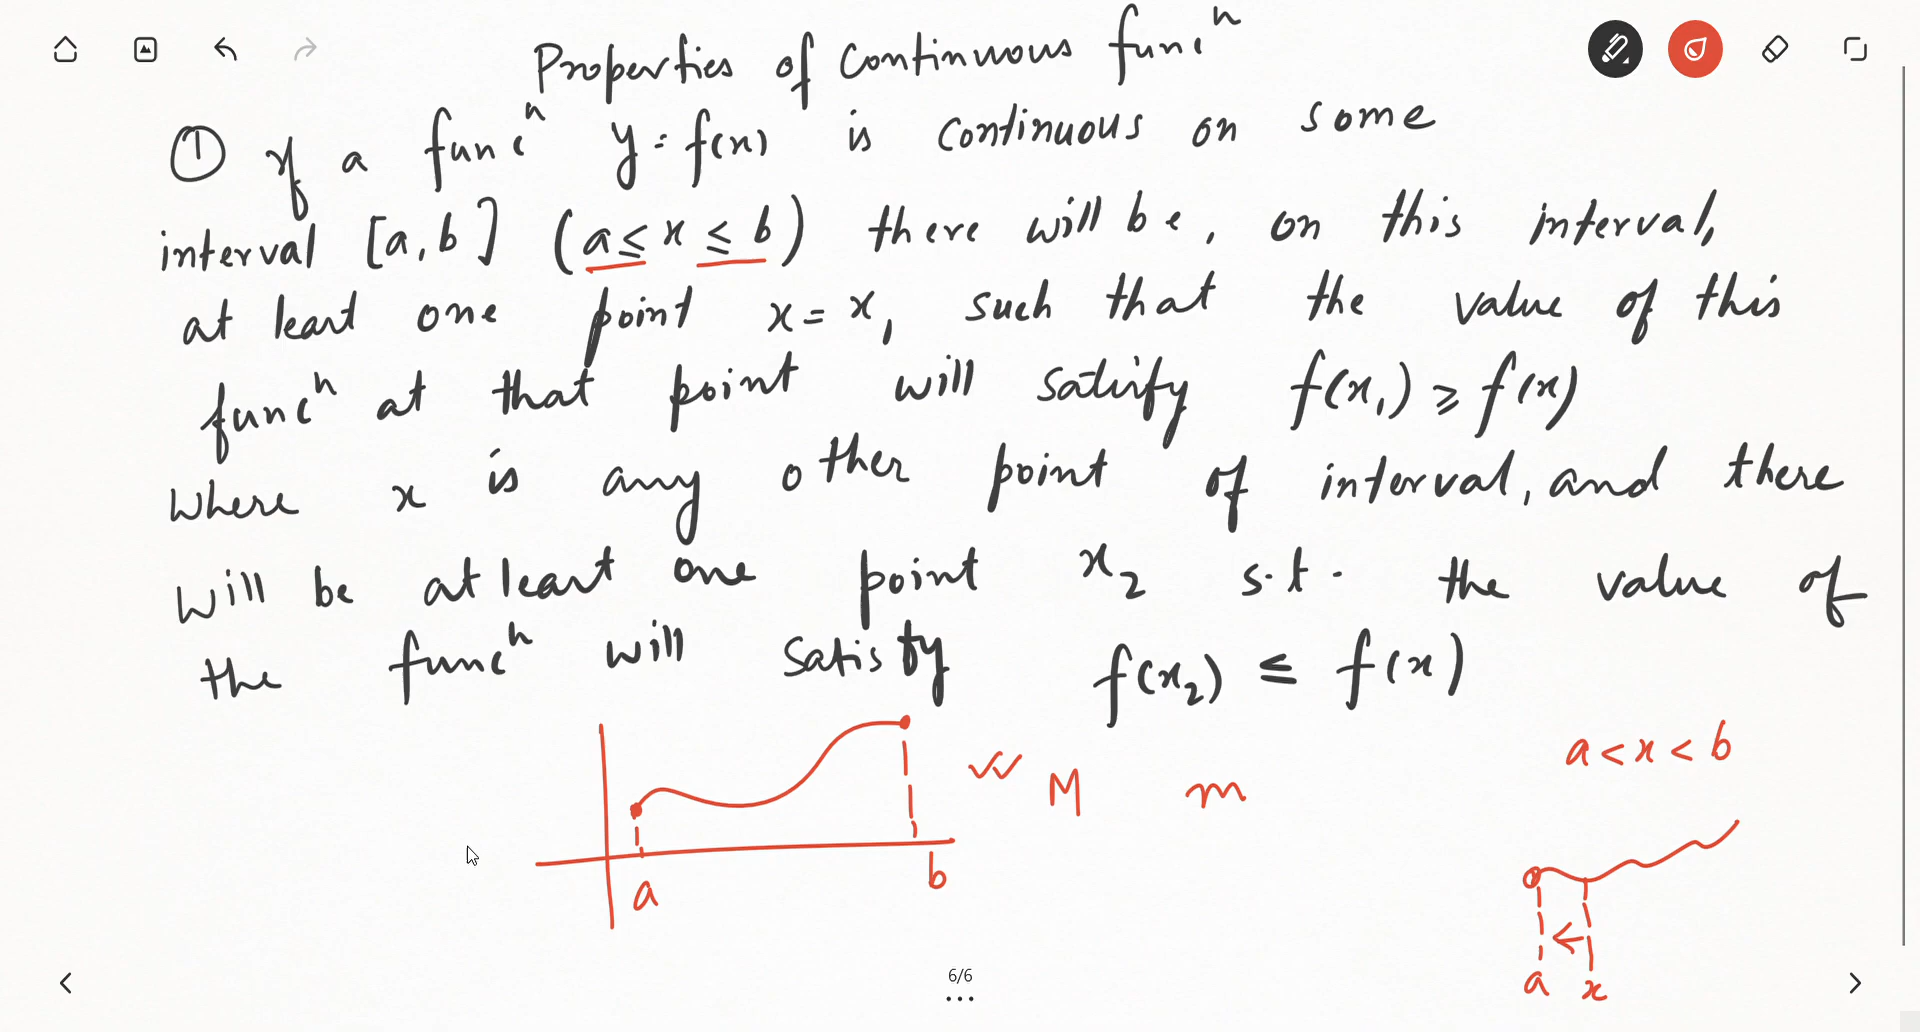 Properties of Continuous funcⁿ
① If a funcⁿ y = f(x) is continuous on some
interval [a, b] (a ≤ x ≤ b) there will be, on this interval,
at least one point x = x₁ such that the value of this
funcⁿ at that point will satisfy f(x₁) ≥ f(x)
where x is any other point of interval, and there
will be at least one point x₂ s.t. the value of
the funcⁿ will satisfy f(x₂) ≤ f(x)
a < x < b
M m
a b
a x
6/6